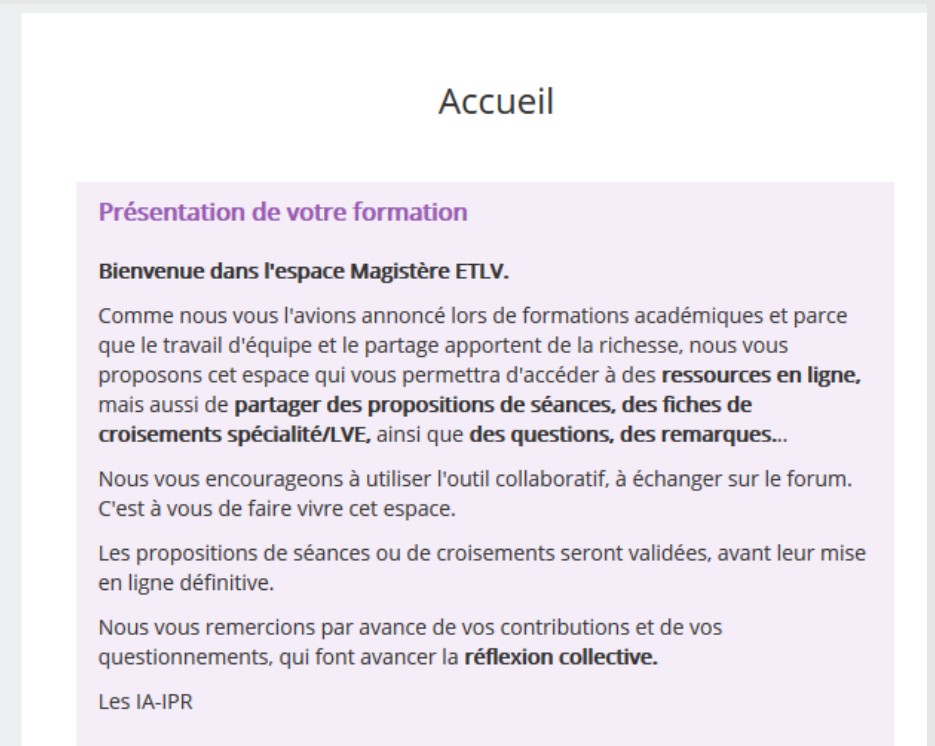 Accueil
Présentation de votre formation
Bienvenue dans l'espace Magistère ETLV.
Comme nous vous l'avions annoncé lors de formations académiques et parce
que le travail d'équipe et le partage apportent de la richesse, nous vous
proposons cet espace qui vous permettra d'accéder à des ressources en ligne,
mais aussi de partager des propositions de séances, des fiches de
croisements spécialité/LVE, ainsi que des questions, des remarques...
Nous vous encourageons à utiliser l'outil collaboratif, à échanger sur le forum.
C'est à vous de faire vivre cet espace.
Les propositions de séances ou de croisements seront validées, avant leur mise
en ligne définitive.
Nous vous remercions par avance de vos contributions et de vos
questionnements, qui font avancer la réflexion collective.
Les IA-IPR